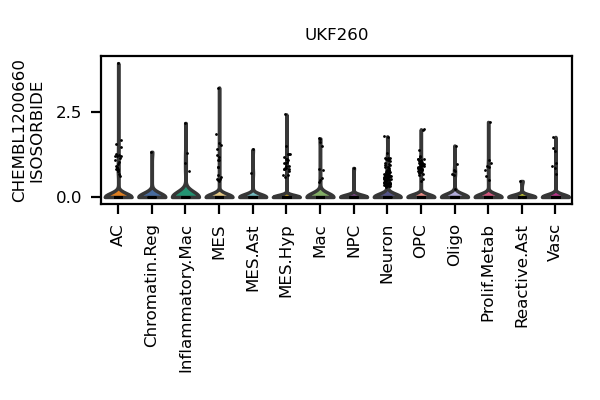 UKF260
CHEMBL1200660
ISOSORBIDE
2.5
0.0
AC
Chromatin.Reg
Inflammatory.Mac
MES
MES.Ast
MES.Hyp
Mac
NPC
Neuron
OPC
Oligo
Prolif.Metab
Reactive.Ast
Vasc